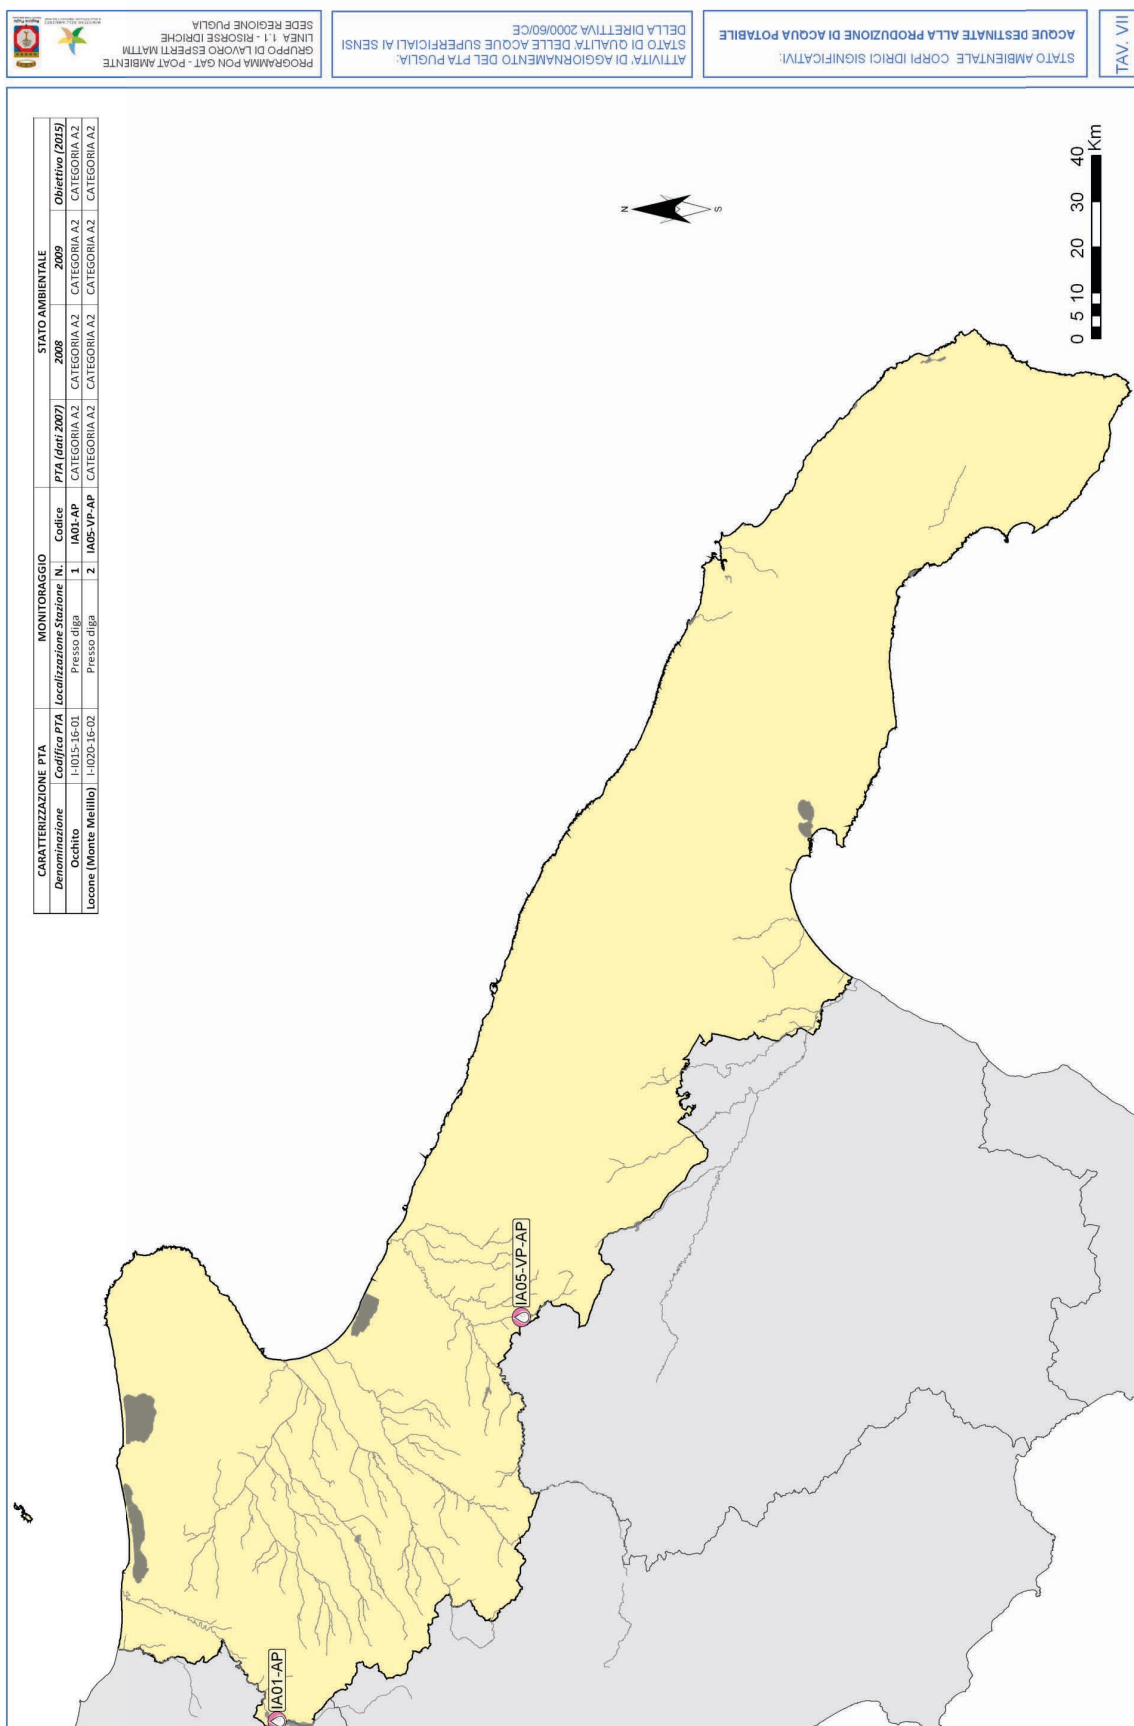 PROGRAMMA PON GAT - POAT AMBIENTE
GRUPPO DI LAVORO ESPERTI MATTM
LINEA 1.1 - RISORSE IDRICHE
SEDE REGIONE PUGLIA
ATTIVITA' DI AGGIORNAMENTO DEL PTA PUGLIA:
STATO DI QUALITA' DELLE ACQUE SUPERFICIALI AI SENSI
DELLA DIRETTIVA 2000/60/CE
STATO AMBIENTALE CORPI IDRICI SIGNIFICATIVI:
ACQUE DESTINATE ALLA PRODUZIONE DI ACQUA POTABILE
TAV. VII
CARATTERIZZAZIONE PTA MONITORAGGIO STATO AMBIENTALE
Denominazione Codifica PTA Localizzazione Stazione N. Codice PTA (dati 2007) 2008 2009 Obiettivo (2015)
Occhito I-I015-16-01 Presso diga 1 IA01-AP CATEGORIA A2 CATEGORIA A2 CATEGORIA A2 CATEGORIA A2
Locone (Monte Melillo) I-I020-16-02 Presso diga 2 IA05-VP-AP CATEGORIA A2 CATEGORIA A2 CATEGORIA A2 CATEGORIA A2
N
S
IA01-AP
IA05-VP-AP
0 5 10 20 30 40
Km